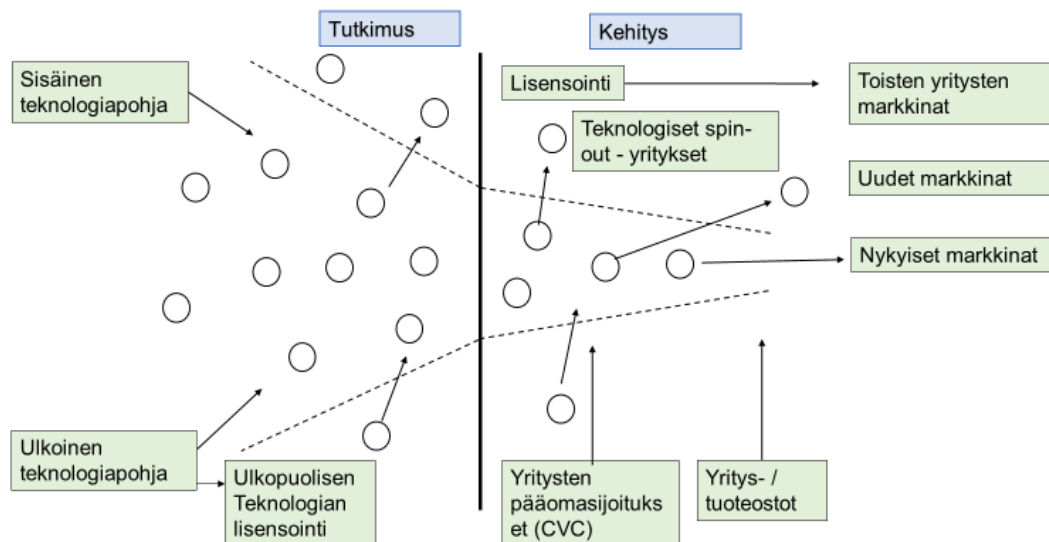 Tutkimus
Kehitys
Sisäinen
teknologiapohja
Lisensointi
Toisten yritysten
markkinat
Teknologiset spin-
out - yritykset
Uudet markkinat
Nykyiset markkinat
Ulkoinen
teknologiapohja
Ulkopuolisen
Teknologian
lisensointi
Yritysten
pääomasijoituks
et (CVC)
Yritys- /
tuoteostot